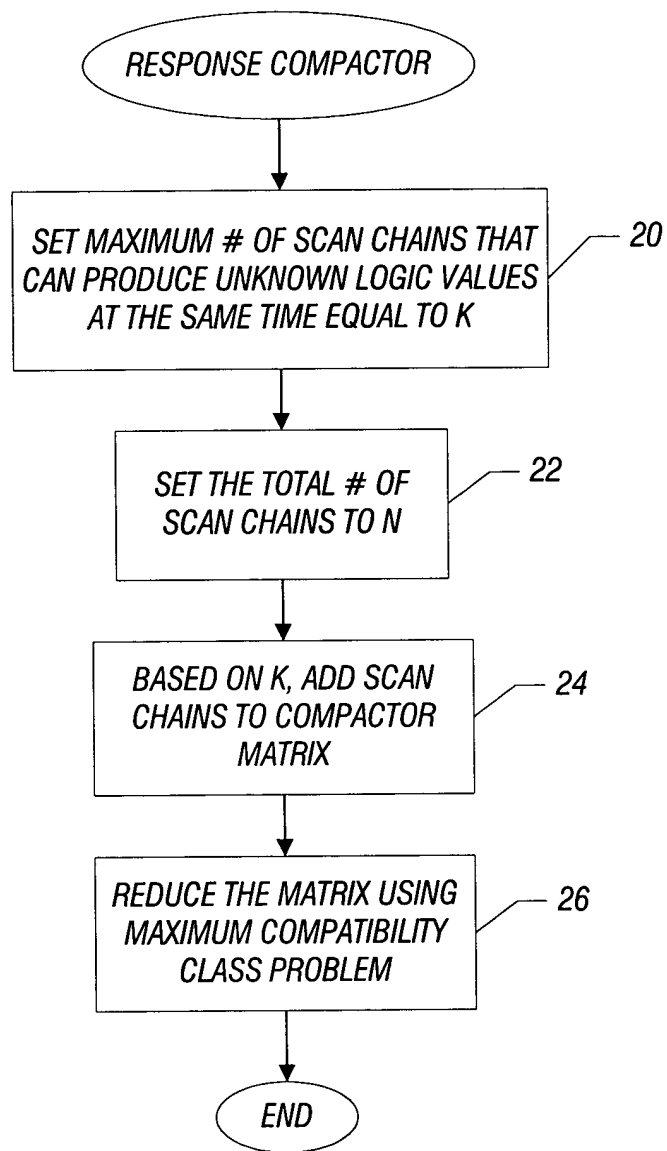 RESPONSE COMPACTOR
SET MAXIMUM # OF SCAN CHAINS THAT
CAN PRODUCE UNKNOWN LOGIC VALUES
AT THE SAME TIME EQUAL TO K
20
SET THE TOTAL # OF
SCAN CHAINS TO N
22
BASED ON K, ADD SCAN
CHAINS TO COMPACTOR
MATRIX
24
REDUCE THE MATRIX USING
MAXIMUM COMPATIBILITY
CLASS PROBLEM
26
END